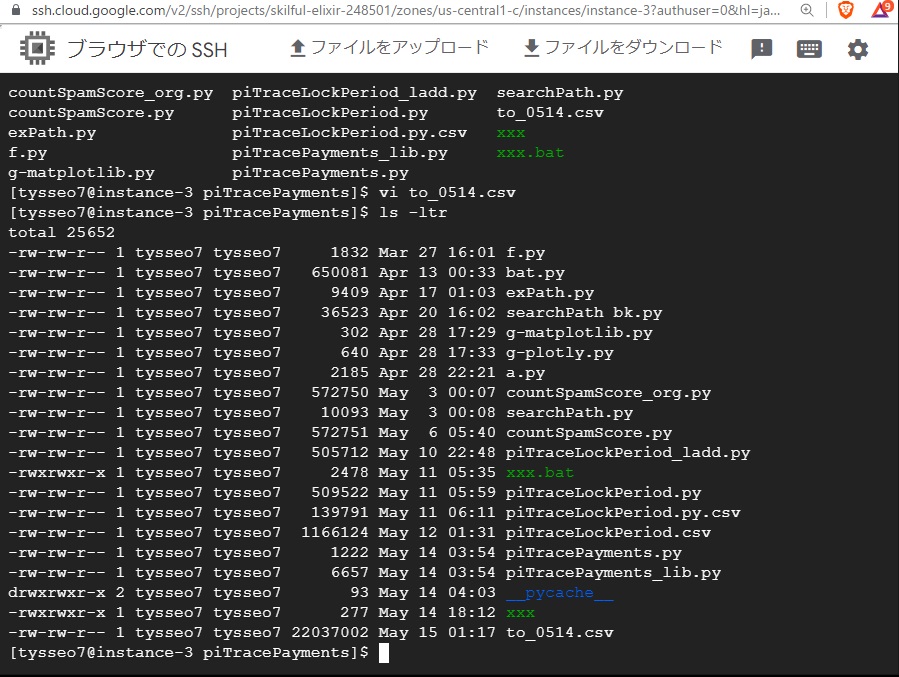 ssh.cloud.google.com/v2/ssh/projects/skilful-elixir-248501/zones/us-central1-c/instances/instance-3?authuser=0&hl=ja... 9
ブラウザでの SSH ファイルをアップロード ファイルをダウンロード
countSpamScore_org.py piTraceLockPeriod_ladd.py searchPath.py
countSpamScore.py piTraceLockPeriod.py to_0514.csv
exPath.py piTraceLockPeriod.py.csv xxx
f.py piTracePayments_lib.py xxx.bat
g-matplotlib.py piTracePayments.py
[tysseo7@instance-3 piTracePayments]$ vi to_0514.csv
[tysseo7@instance-3 piTracePayments]$ ls -ltr
total 25652
-rw-rw-r-- 1 tysseo7 tysseo7 1832 Mar 27 16:01 f.py
-rw-rw-r-- 1 tysseo7 tysseo7 650081 Apr 13 00:33 bat.py
-rw-rw-r-- 1 tysseo7 tysseo7 9409 Apr 17 01:03 exPath.py
-rw-rw-r-- 1 tysseo7 tysseo7 36523 Apr 20 16:02 searchPath bk.py
-rw-rw-r-- 1 tysseo7 tysseo7 302 Apr 28 17:29 g-matplotlib.py
-rw-rw-r-- 1 tysseo7 tysseo7 640 Apr 28 17:33 g-plotly.py
-rw-rw-r-- 1 tysseo7 tysseo7 2185 Apr 28 22:21 a.py
-rw-rw-r-- 1 tysseo7 tysseo7 572750 May 3 00:07 countSpamScore_org.py
-rw-rw-r-- 1 tysseo7 tysseo7 10093 May 3 00:08 searchPath.py
-rw-rw-r-- 1 tysseo7 tysseo7 572751 May 6 05:40 countSpamScore.py
-rw-rw-r-- 1 tysseo7 tysseo7 505712 May 10 22:48 piTraceLockPeriod_ladd.py
-rwxrwxr-x 1 tysseo7 tysseo7 2478 May 11 05:35 xxx.bat
-rw-rw-r-- 1 tysseo7 tysseo7 509522 May 11 05:59 piTraceLockPeriod.py
-rw-rw-r-- 1 tysseo7 tysseo7 139791 May 11 06:11 piTraceLockPeriod.py.csv
-rw-rw-r-- 1 tysseo7 tysseo7 1166124 May 12 01:31 piTraceLockPeriod.csv
-rw-rw-r-- 1 tysseo7 tysseo7 1222 May 14 03:54 piTracePayments.py
-rw-rw-r-- 1 tysseo7 tysseo7 6657 May 14 03:54 piTracePayments_lib.py
drwxrwxr-x 2 tysseo7 tysseo7 93 May 14 04:03 __pycache__
-rwxrwxr-x 1 tysseo7 tysseo7 277 May 14 18:12 xxx
-rw-rw-r-- 1 tysseo7 tysseo7 22037002 May 15 01:17 to_0514.csv
[tysseo7@instance-3 piTracePayments]$